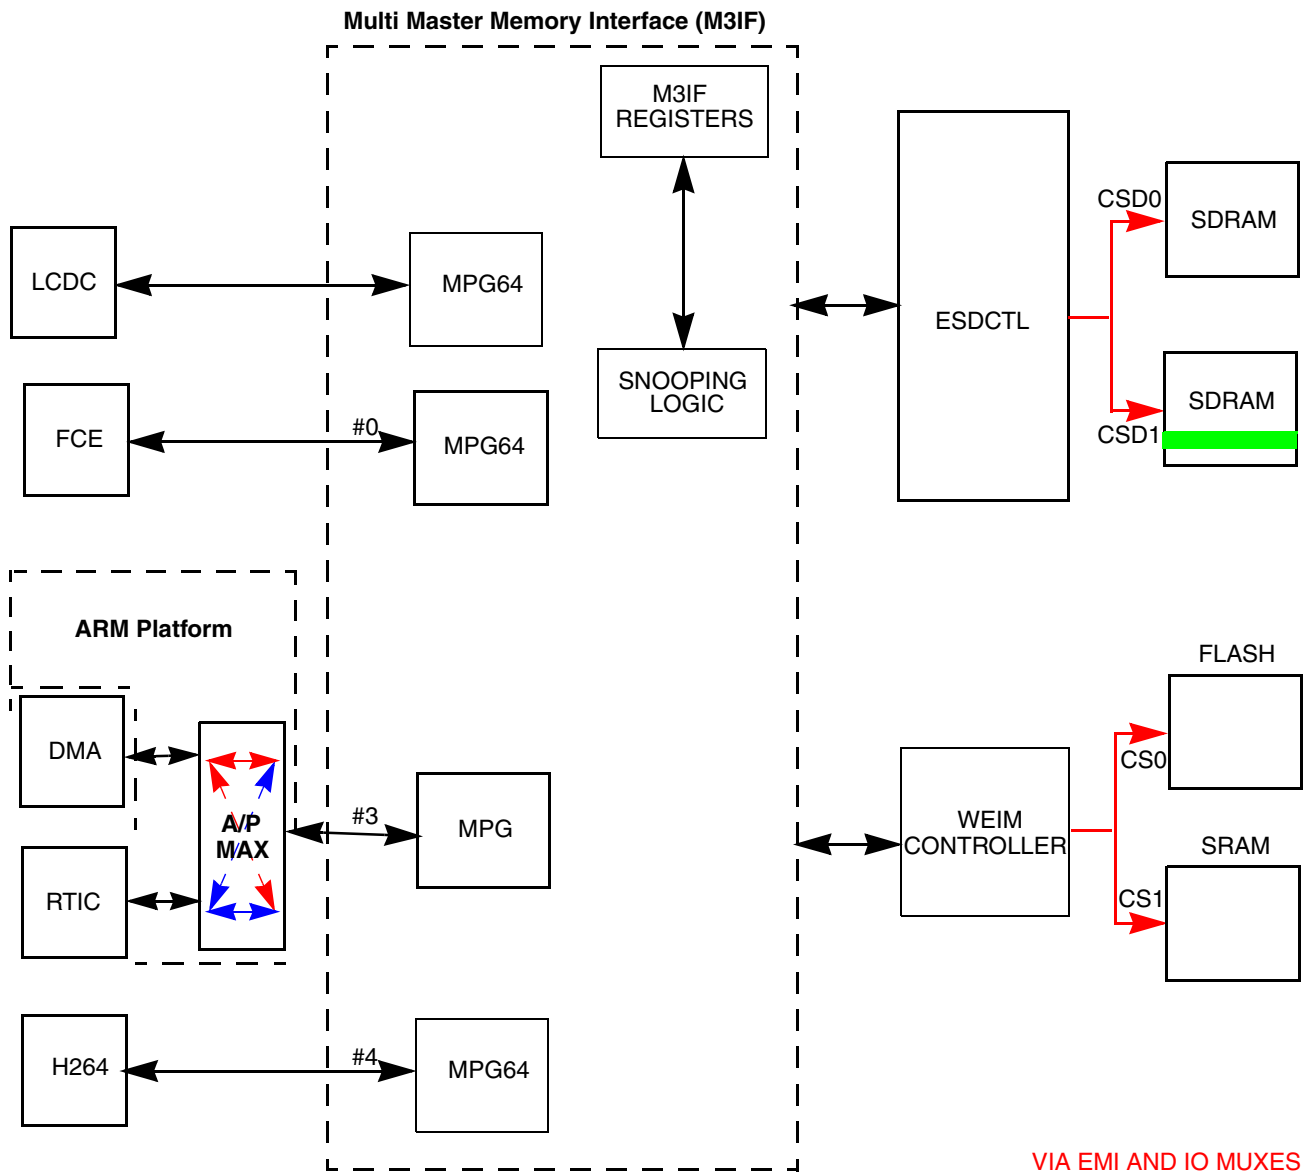 Multi Master Memory Interface (M3IF)
M3IF
REGISTERS
CSD0
SDRAM
LCDC
MPG64
ESDCTL
SNOOPING
LOGIC
SDRAM
CSD1
FCE
#0
MPG64
ARM Platform
FLASH
DMA
CS0
#3
A/P
MAX
MPG
WEIM
CONTROLLER
SRAM
RTIC
CS1
H264
#4
MPG64
VIA EMI AND IO MUXES